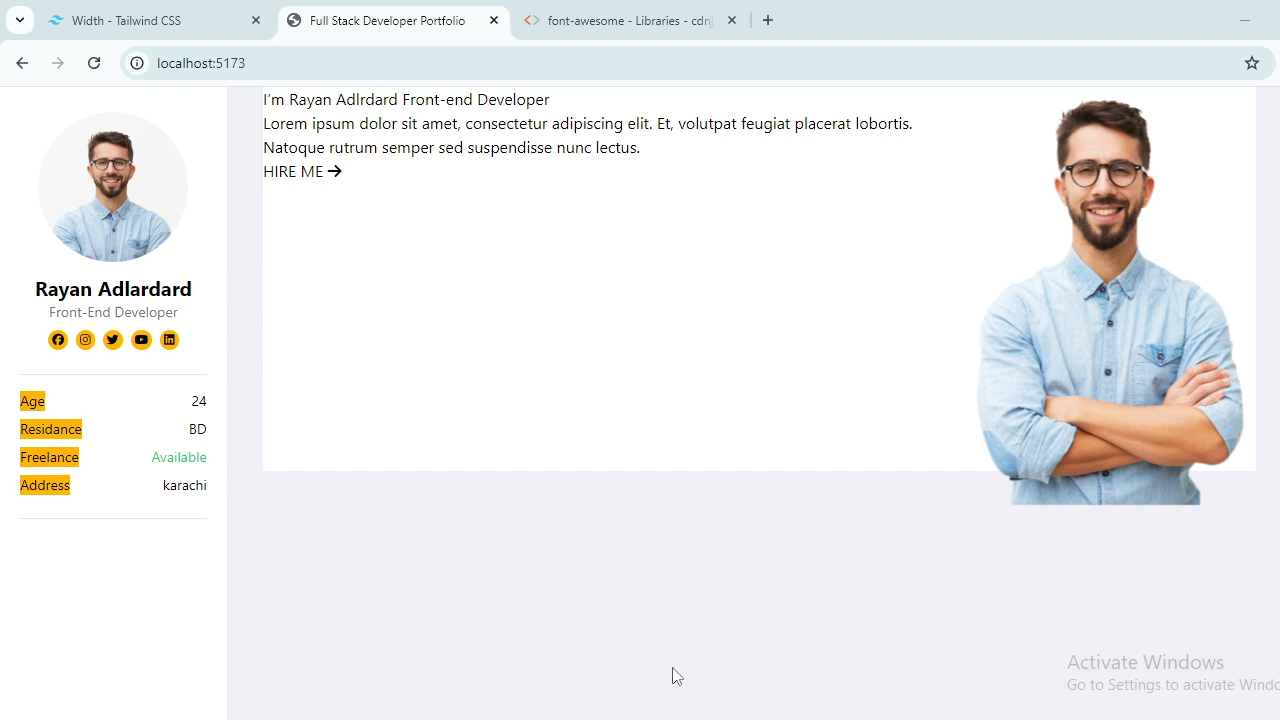 Width - Tailwind CSS
Full Stack Developer Portfolio
font-awesome - Libraries - cdnj
localhost:5173
Rayan Adlardard
Front-End Developer
Age 24
Residance BD
Freelance Available
Address karachi
I'm Rayan Adlrdard Front-end Developer
Lorem ipsum dolor sit amet, consectetur adipiscing elit. Et, volutpat feugiat placerat lobortis.
Natoque rutrum semper sed suspendisse nunc lectus.
HIRE ME →
Activate Windows
Go to Settings to activate Windo